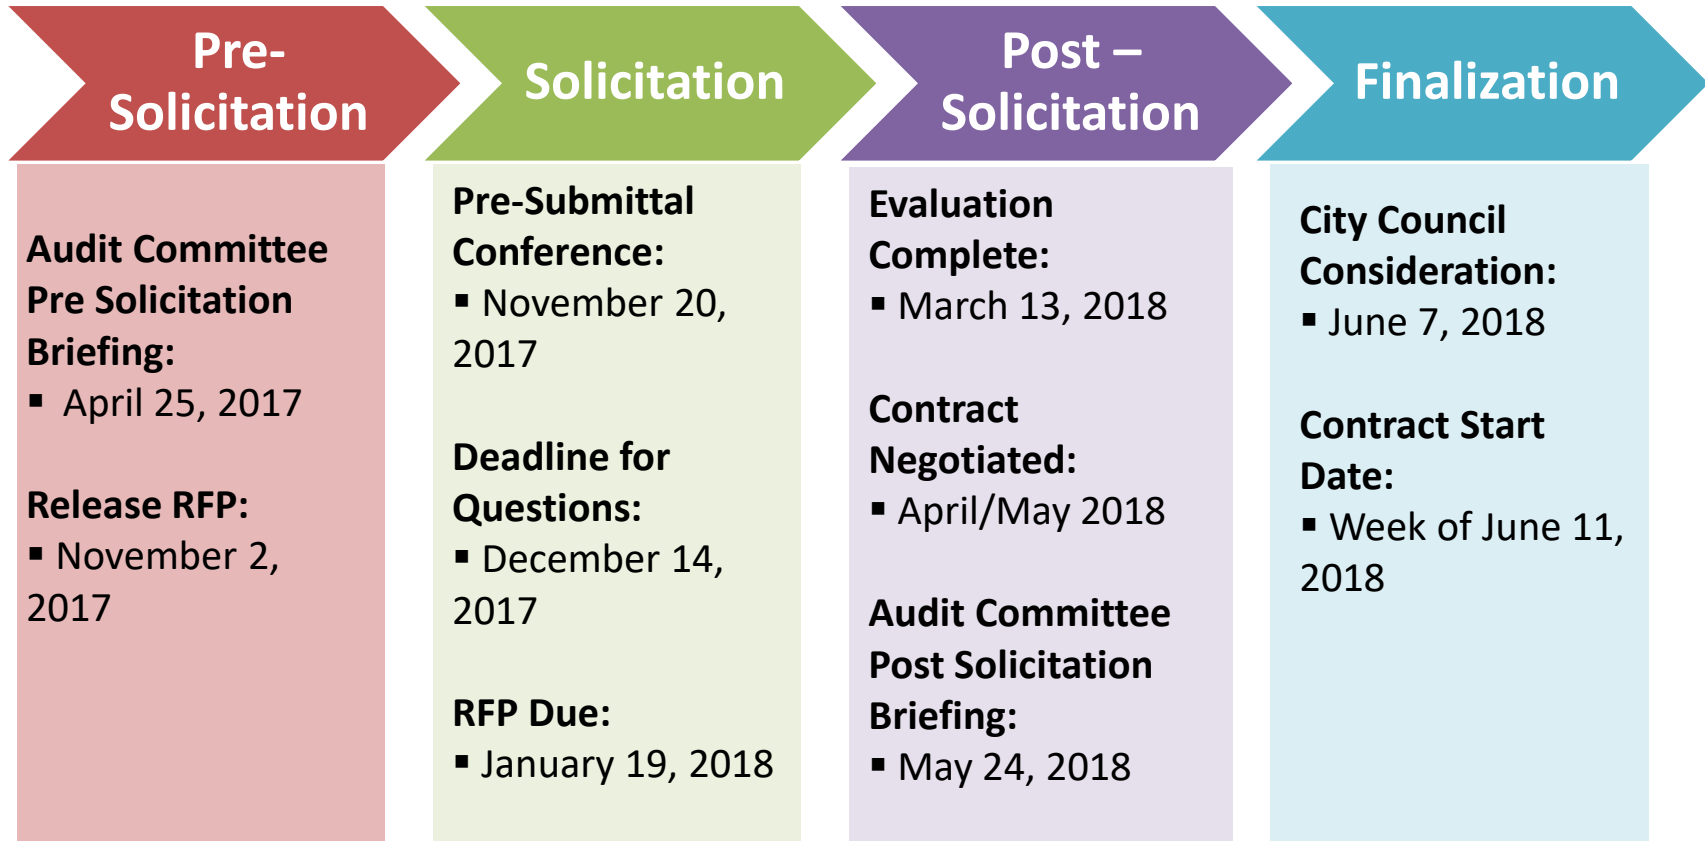 Pre-
Solicitation
Audit Committee
Pre Solicitation
Briefing:
▪ April 25, 2017
Release RFP:
▪ November 2,
2017
Solicitation
Pre-Submittal
Conference:
▪ November 20,
2017
Deadline for
Questions:
▪ December 14,
2017
RFP Due:
▪ January 19, 2018
Post –
Solicitation
Evaluation
Complete:
▪ March 13, 2018
Contract
Negotiated:
▪ April/May 2018
Audit Committee
Post Solicitation
Briefing:
▪ May 24, 2018
Finalization
City Council
Consideration:
▪ June 7, 2018
Contract Start
Date:
▪ Week of June 11,
2018